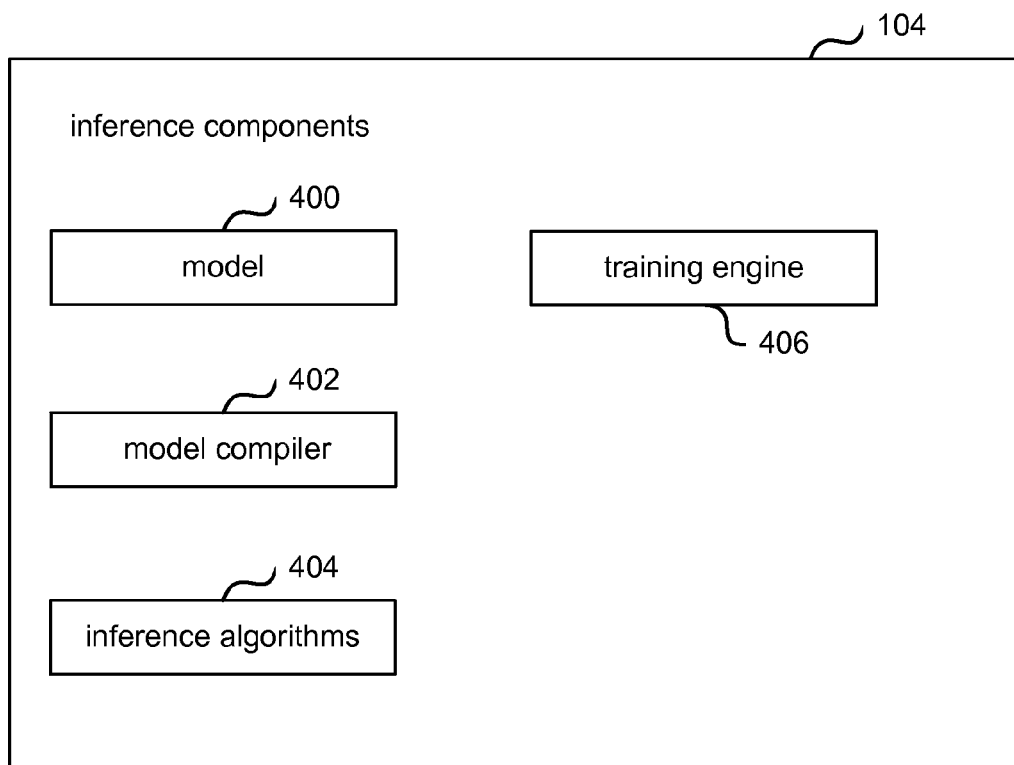 104
inference components
400
model
training engine
406
402
model compiler
404
inference algorithms